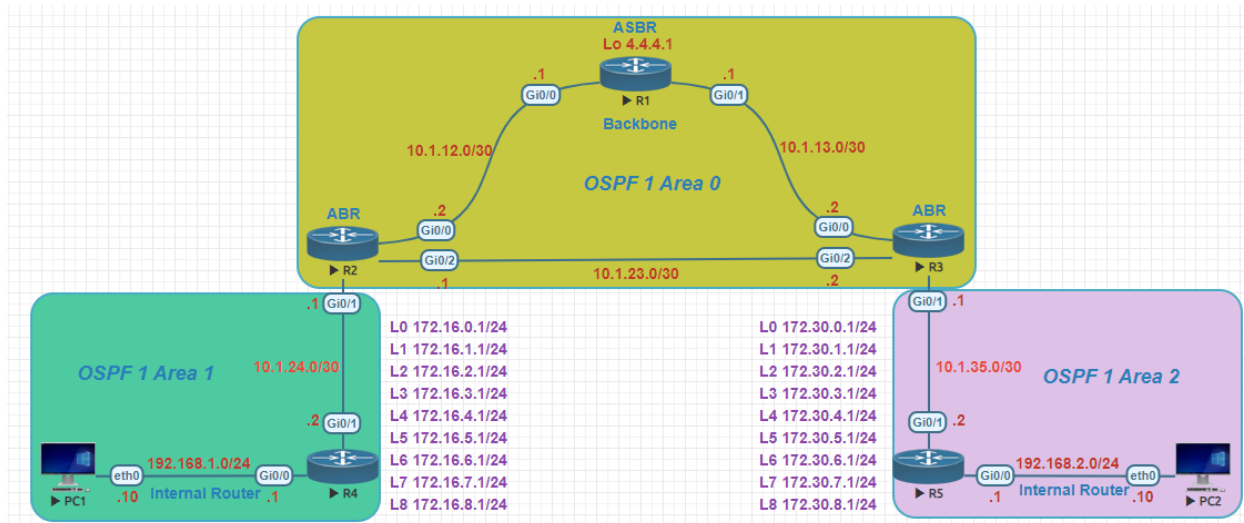 ASBR
Lo 4.4.4.1
.1
.1
Gi0/0
R1
Gi0/1
Backbone
10.1.12.0/30
10.1.13.0/30
OSPF 1 Area 0
ABR
.2
.2
ABR
Gi0/0
Gi0/0
R2
Gi0/2
10.1.23.0/30
Gi0/2
R3
.1
.2
.1
Gi0/1
Gi0/1
.1
OSPF 1 Area 1
10.1.24.0/30
L0 172.16.0.1/24
L1 172.16.1.1/24
L2 172.16.2.1/24
L3 172.16.3.1/24
L4 172.16.4.1/24
L5 172.16.5.1/24
L6 172.16.6.1/24
L7 172.16.7.1/24
L8 172.16.8.1/24
L0 172.30.0.1/24
L1 172.30.1.1/24
L2 172.30.2.1/24
L3 172.30.3.1/24
L4 172.30.4.1/24
L5 172.30.5.1/24
L6 172.30.6.1/24
L7 172.30.7.1/24
L8 172.30.8.1/24
10.1.35.0/30
OSPF 1 Area 2
.2
Gi0/1
Gi0/1
.2
192.168.1.0/24
eth0
Gi0/0
PC1
.10
Internal Router
.1
R4
192.168.2.0/24
R5
Gi0/0
eth0
.1
Internal Router
.10
PC2